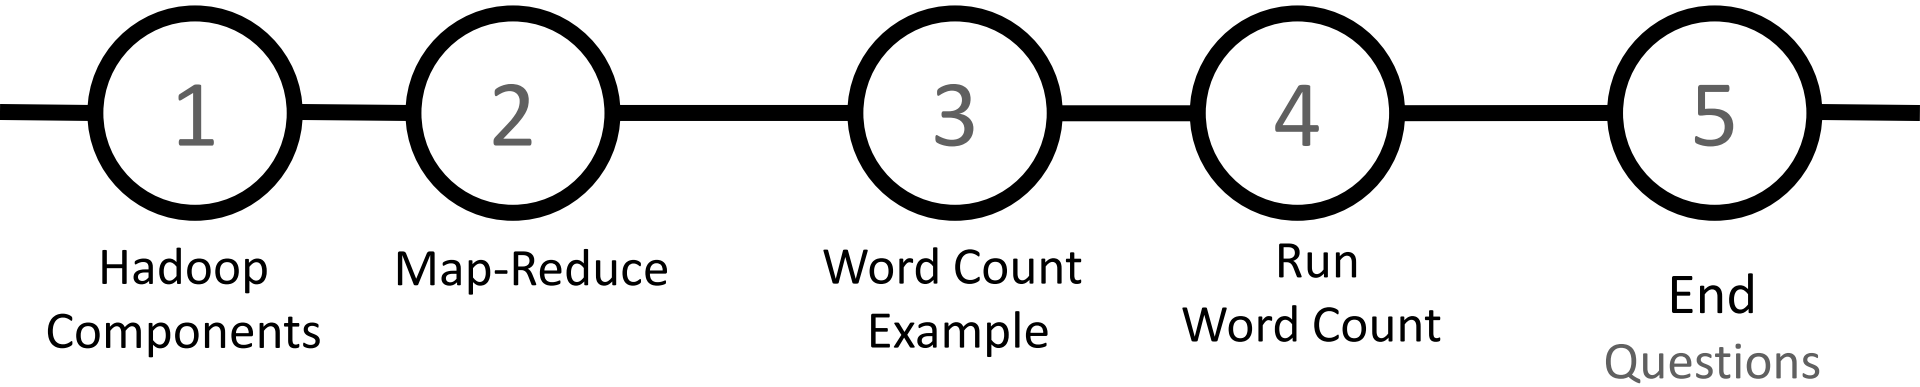 1
2
3
4
5
Hadoop
Components
Map-Reduce
Word Count
Example
Run
Word Count
End
Questions